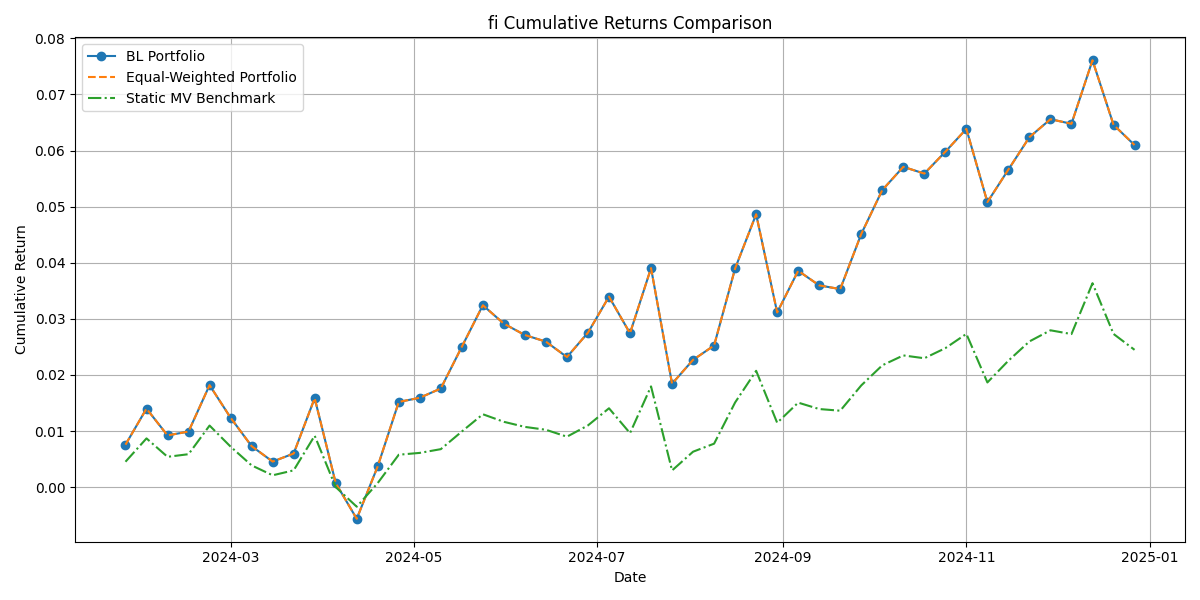 fi Cumulative Returns Comparison
BL Portfolio
Equal-Weighted Portfolio
Static MV Benchmark
Cumulative Return
0.08
0.07
0.06
0.05
0.04
0.03
0.02
0.01
0.00
2024-03
2024-05
2024-07
2024-09
2024-11
2025-01
Date